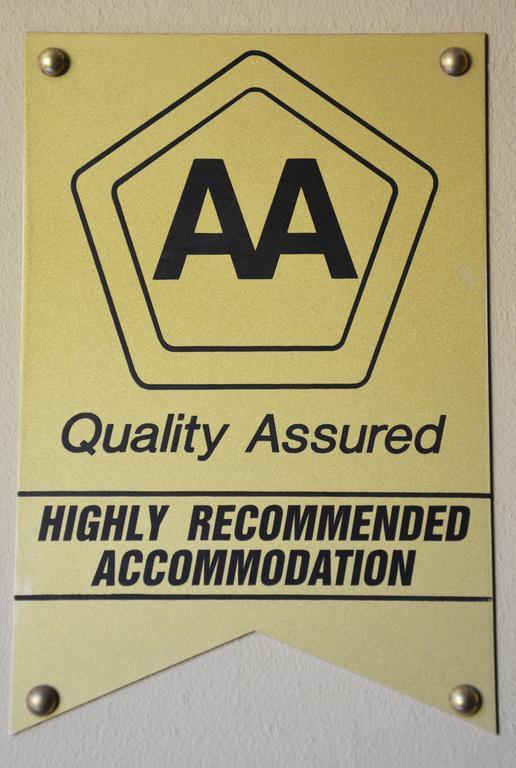 AA
Quality Assured
HIGHLY RECOMMENDED
ACCOMMODATION